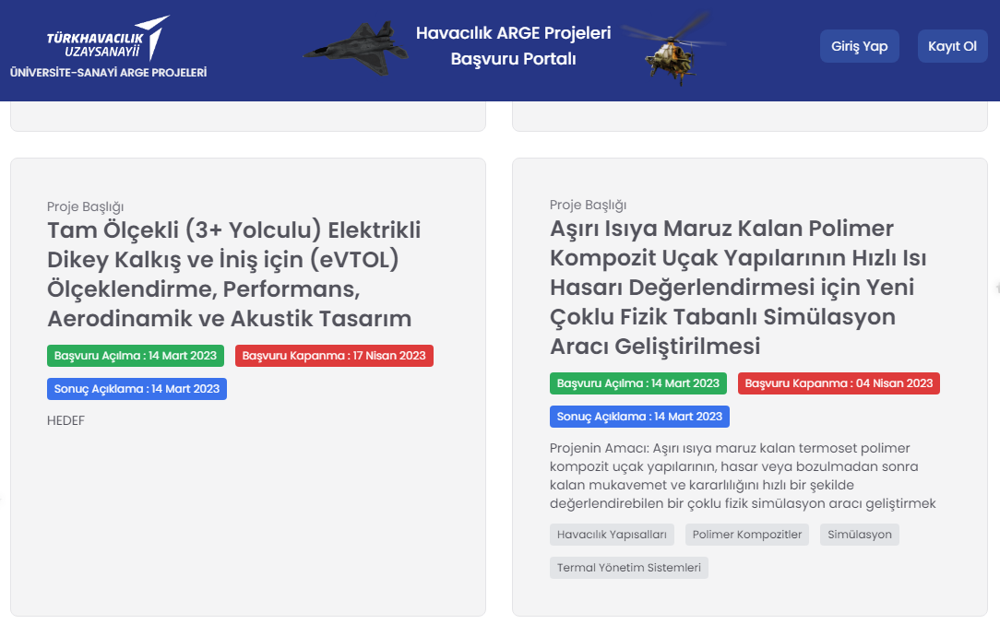 TÜRKHAVACILIK
UZAYSANAYİİ
ÜNİVERSİTE-SANAYİ ARGE PROJELERİ
Havacılık ARGE Projeleri
Başvuru Portalı
Giriş Yap
Kayıt Ol
Proje Başlığı
Tam Ölçekli (3+ Yolculu) Elektrikli
Dikey Kalkış ve İniş için (eVTOL)
Ölçeklendirme, Performans,
Aerodinamik ve Akustik Tasarım
Başvuru Açılma : 14 Mart 2023
Başvuru Kapanma : 17 Nisan 2023
Sonuç Açıklama : 14 Mart 2023
HEDEF
Proje Başlığı
Aşırı Isıya Maruz Kalan Polimer
Kompozit Uçak Yapılarının Hızlı Isı
Hasarı Değerlendirmesi için Yeni
Çoklu Fizik Tabanlı Simülasyon
Aracı Geliştirilmesi
Başvuru Açılma : 14 Mart 2023
Başvuru Kapanma : 04 Nisan 2023
Sonuç Açıklama : 14 Mart 2023
Projenin Amacı: Aşırı ısıya maruz kalan termoset polimer
kompozit uçak yapılarının, hasar veya bozulmadan sonra
kalan mukavemet ve kararlılığını hızlı bir şekilde
değerlendirebilen bir çoklu fizik simülasyon aracı geliştirmek
Havacılık Yapısalları
Polimer Kompozitler
Simülasyon
Termal Yönetim Sistemleri